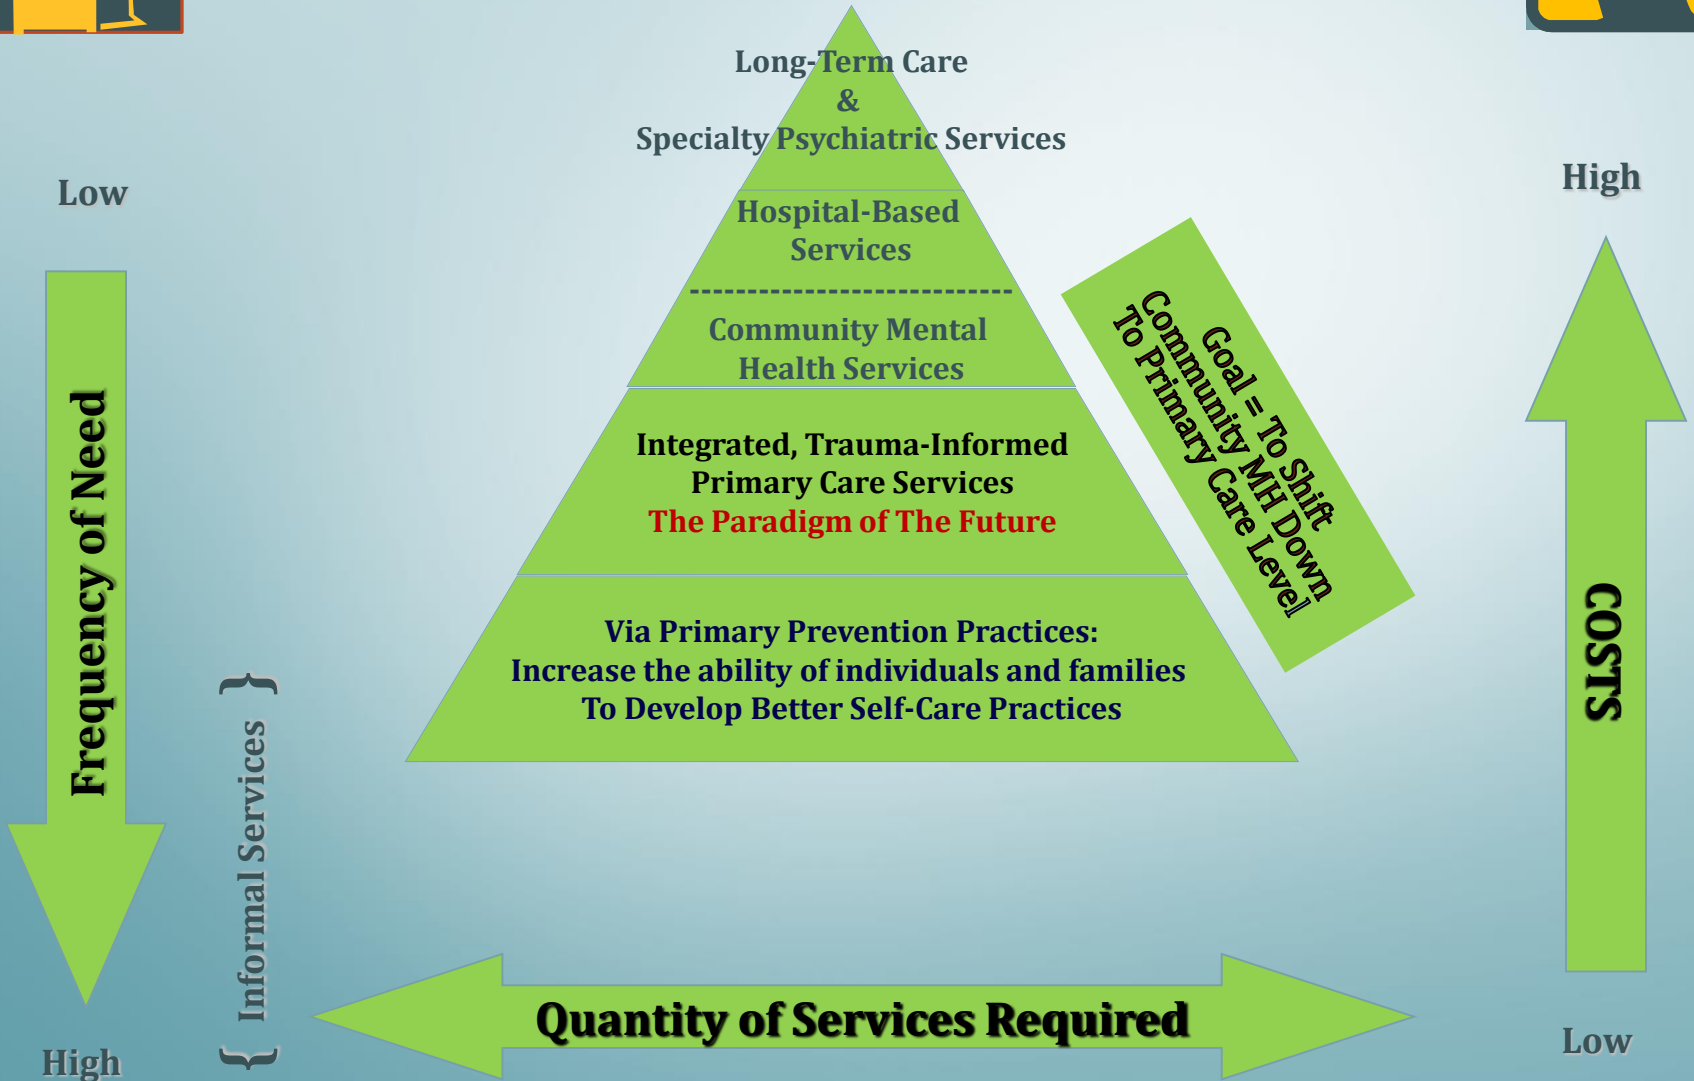 Long-Term Care
&
Specialty Psychiatric Services
Low
High
Hospital-Based
Services
----------------------------
Community Mental
Health Services
Goal = To Shift
Community MH Down
To Primary Care Level
Integrated, Trauma-Informed
Primary Care Services
The Paradigm of The Future
Frequency of Need
COSTS
Via Primary Prevention Practices:
Increase the ability of individuals and families
To Develop Better Self-Care Practices
{ Informal Services }
Quantity of Services Required
High
Low